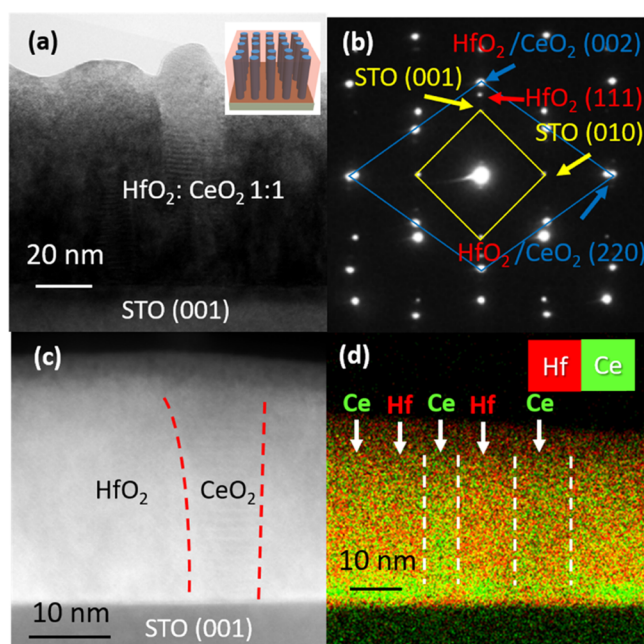 (a)
HfO₂: CeO₂ 1:1
20 nm
STO (001)
(b)
HfO₂/CeO₂ (002)
STO (001)
HfO₂ (111)
STO (010)
HfO₂/CeO₂ (220)
(c)
HfO₂
CeO₂
10 nm
STO (001)
(d)
Hf Ce
Ce Hf Ce Hf Ce
10 nm